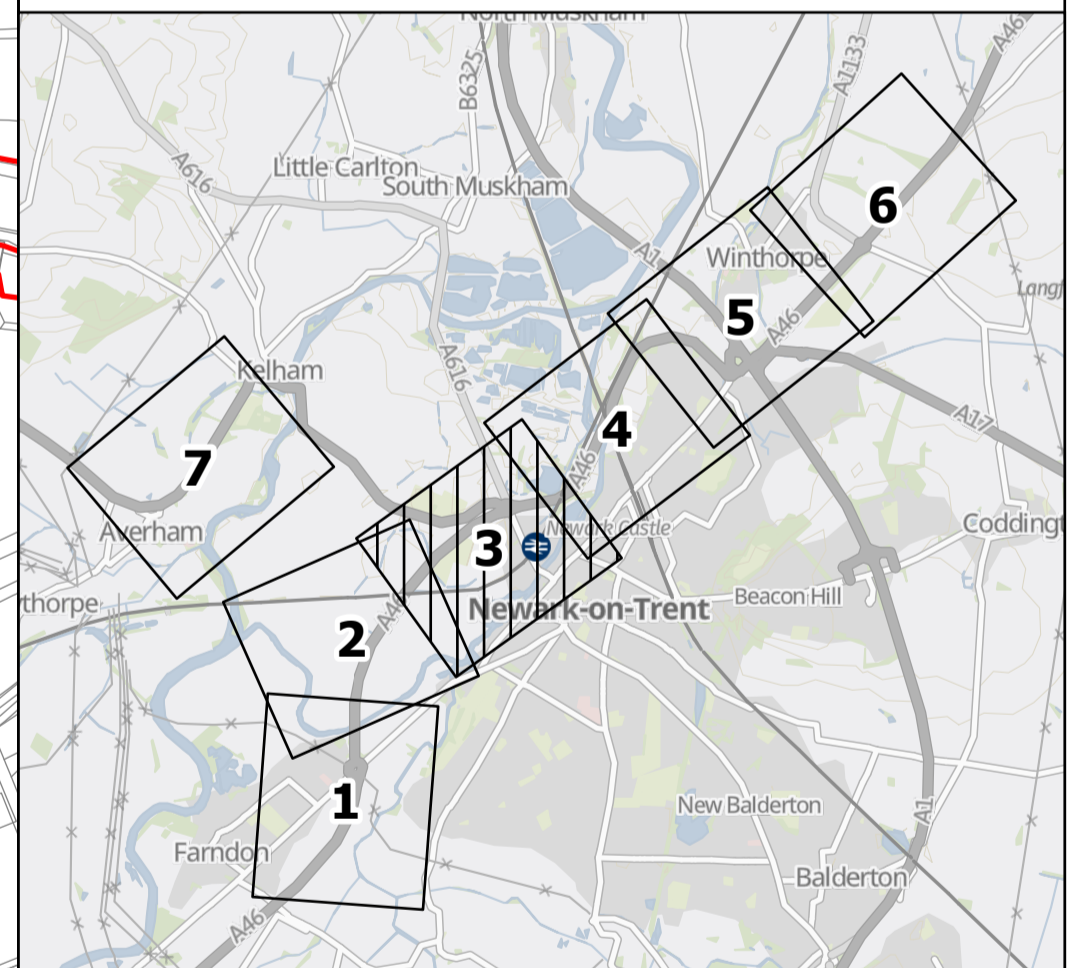 North Muskham
A46
A1133
B6325
A616
Little Carlton
South Muskham
6
A1
Winthorpe
Langf
5
A46
Kelham
A616
A17
4
7
A46
Averham
Newark Castle
Coddingt
3
ythorpe
A46
Newark-on-Trent
Beacon Hill
2
1
New Balderton
A1
Farndon
Balderton
A46